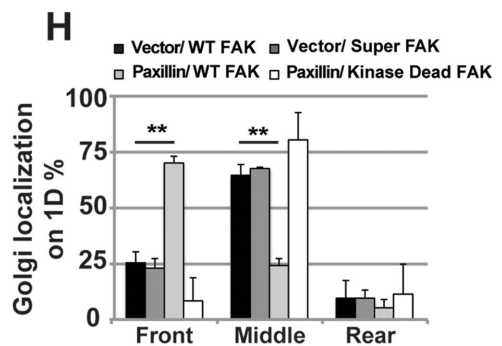 H
Vector/ WT FAK Vector/ Super FAK
Paxillin/ WT FAK Paxillin/ Kinase Dead FAK
Golgi localization
on 1D %
100
75
50
25
0
** **
Front Middle Rear